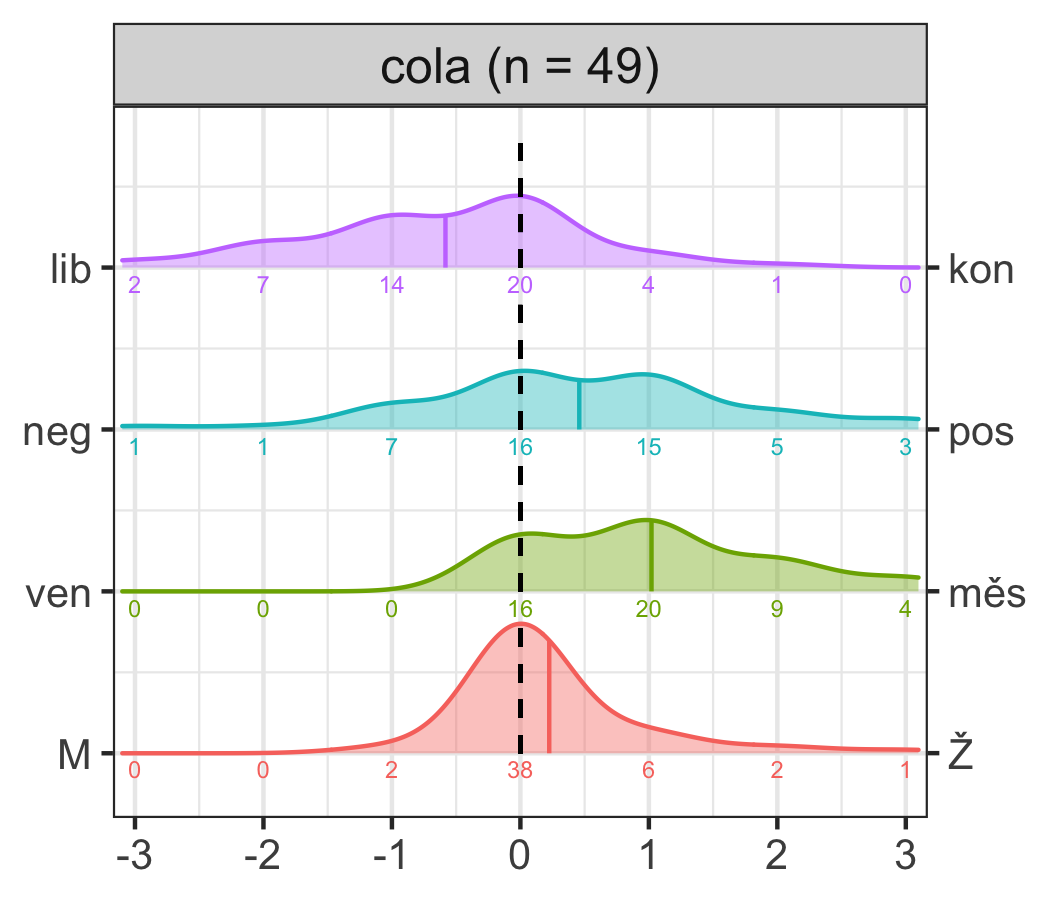 cola (n = 49)
lib kon
2 7 14 20 4 1 0
neg pos
1 1 7 16 15 5 3
ven měs
0 0 0 16 20 9 4
M Ž
0 0 2 38 6 2 1
-3 -2 -1 0 1 2 3